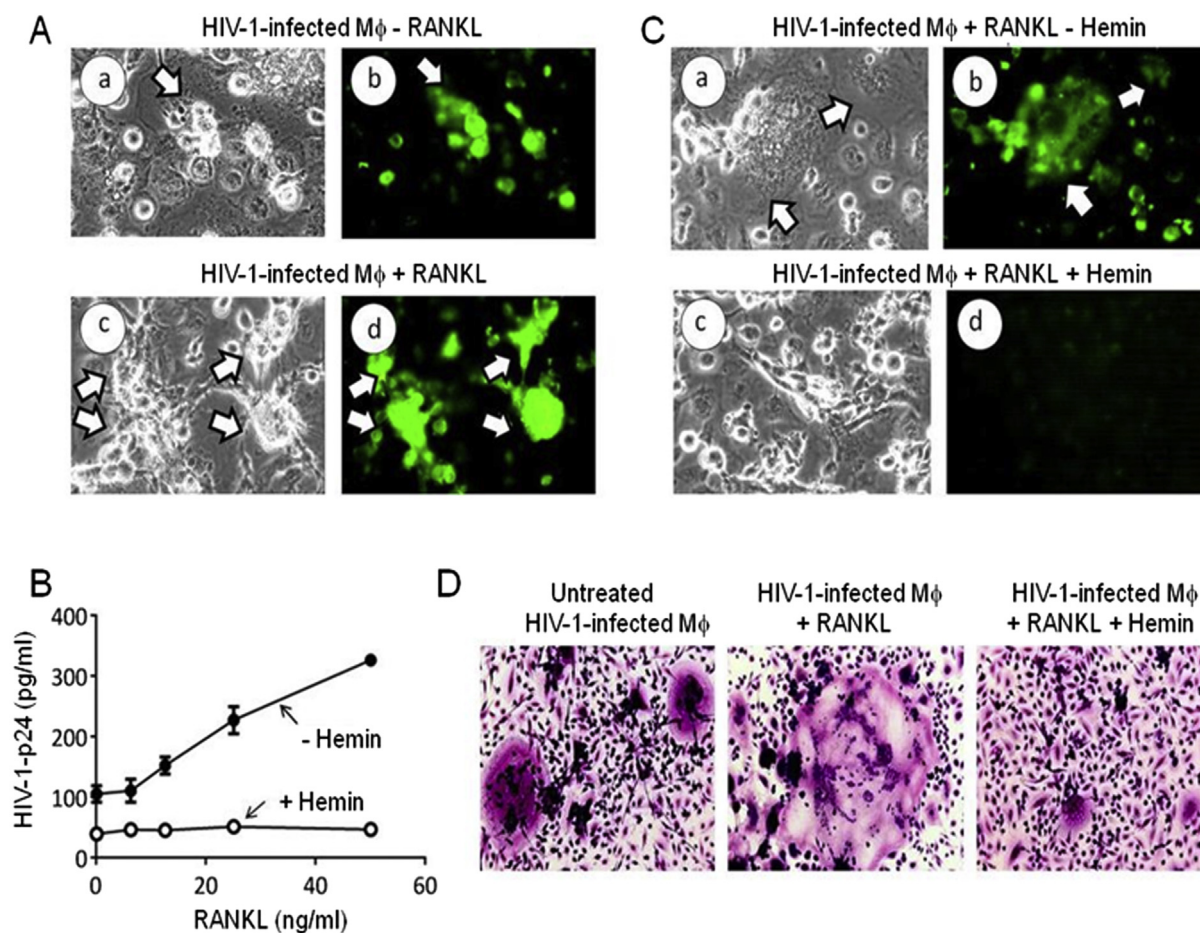 A
HIV-1-infected Mϕ - RANKL
a
b
HIV-1-infected Mϕ + RANKL
c
d
C
HIV-1-infected Mϕ + RANKL - Hemin
a
b
HIV-1-infected Mϕ + RANKL + Hemin
c
d
B
400
300
200
100
0
HIV-1-p24 (pg/ml)
- Hemin
+ Hemin
0
20
40
60
RANKL (ng/ml)
D
Untreated
HIV-1-infected Mϕ
HIV-1-infected Mϕ
+ RANKL
HIV-1-infected Mϕ
+ RANKL + Hemin